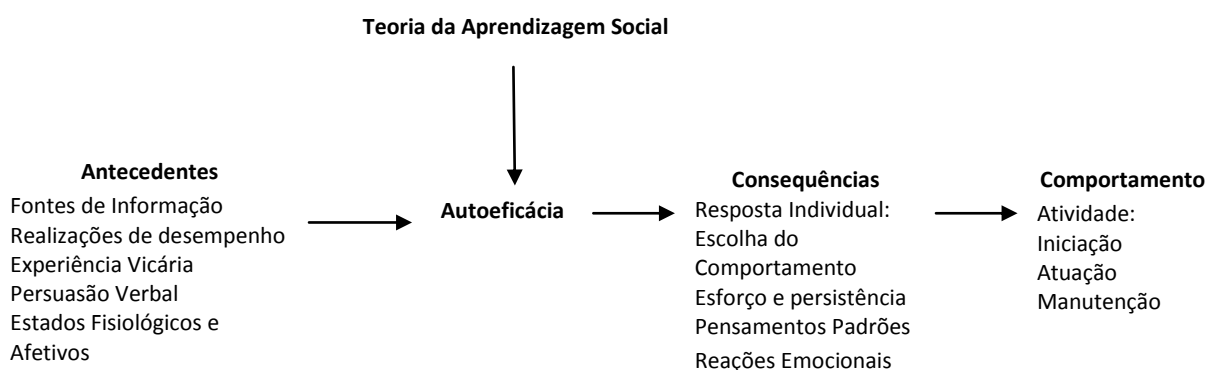 Teoria da Aprendizagem Social
Antecedentes
Fontes de Informação
Realizações de desempenho
Experiência Vicária
Persuasão Verbal
Estados Fisiológicos e
Afetivos
Autoeficácia
Consequências
Resposta Individual:
Escolha do
Comportamento
Esforço e persistência
Pensamentos Padrões
Reações Emocionais
Comportamento
Atividade:
Iniciação
Atuação
Manutenção